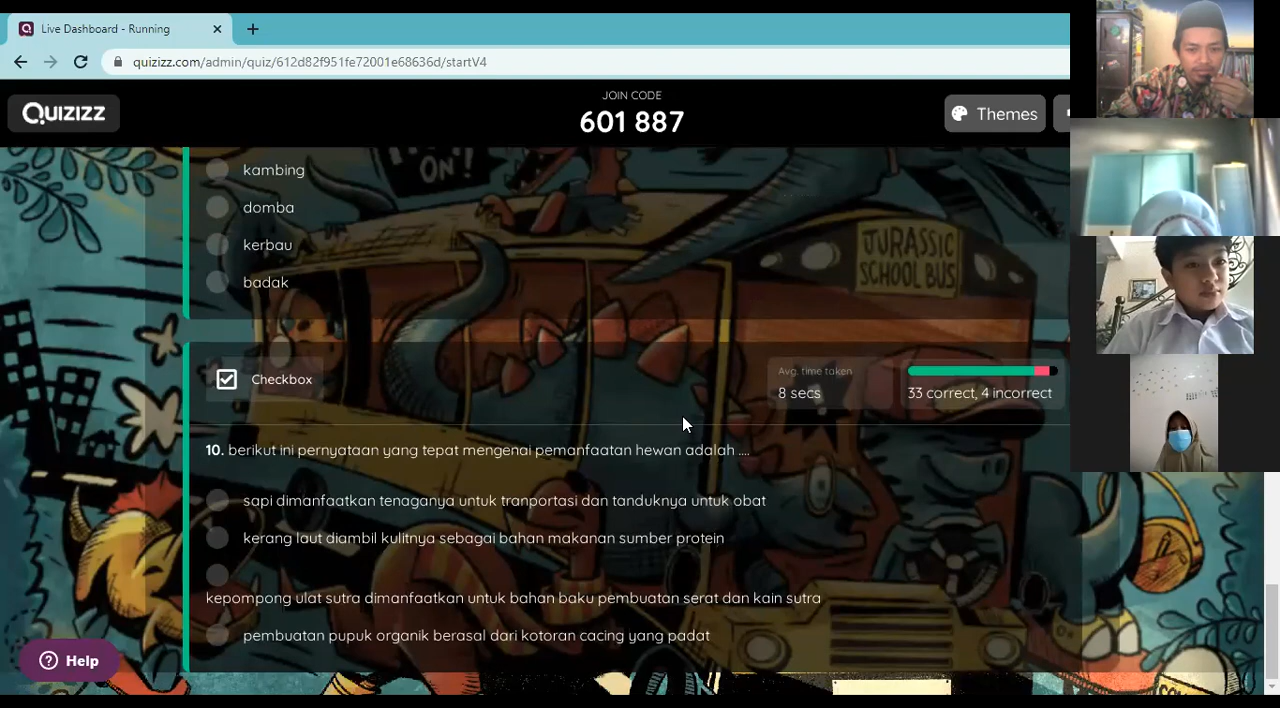 Live Dashboard - Running
quizizz.com/admin/quiz/612d82f951fe72001e68636d/startV4
QUIZIZZ
JOIN CODE
601 887
Themes
ON!
JURASSIC
SCHOOL BUS
kambing
domba
kerbau
badak
Checkbox
Avg. time taken
8 secs
33 correct, 4 incorrect
10. berikut ini pernyataan yang tepat mengenai pemanfaatan hewan adalah ....
sapi dimanfaatkan tenaganya untuk tranportasi dan tanduknya untuk obat
kerang laut diambil kulitnya sebagai bahan makanan sumber protein
kepompong ulat sutra dimanfaatkan untuk bahan baku pembuatan serat dan kain sutra
pembuatan pupuk organik berasal dari kotoran cacing yang padat
Help